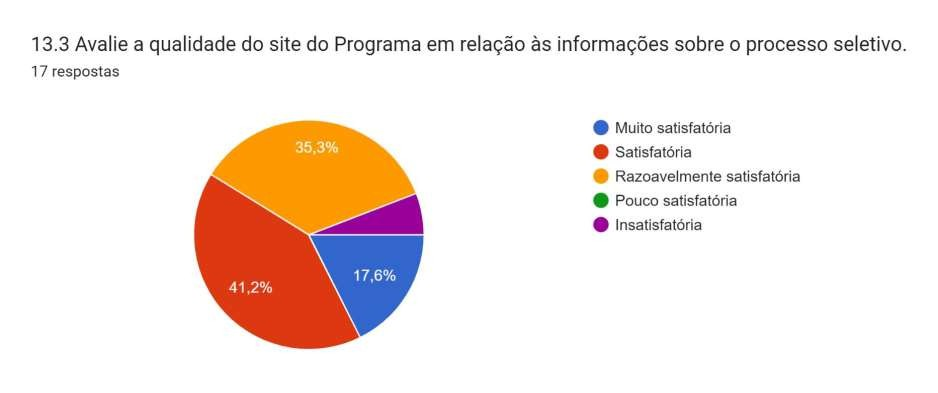 13.3 Avalie a qualidade do site do Programa em relação às informações sobre o processo seletivo.
17 respostas
35,3%
17,6%
41,2%
Muito satisfatória
Satisfatória
Razoavelmente satisfatória
Pouco satisfatória
Insatisfatória